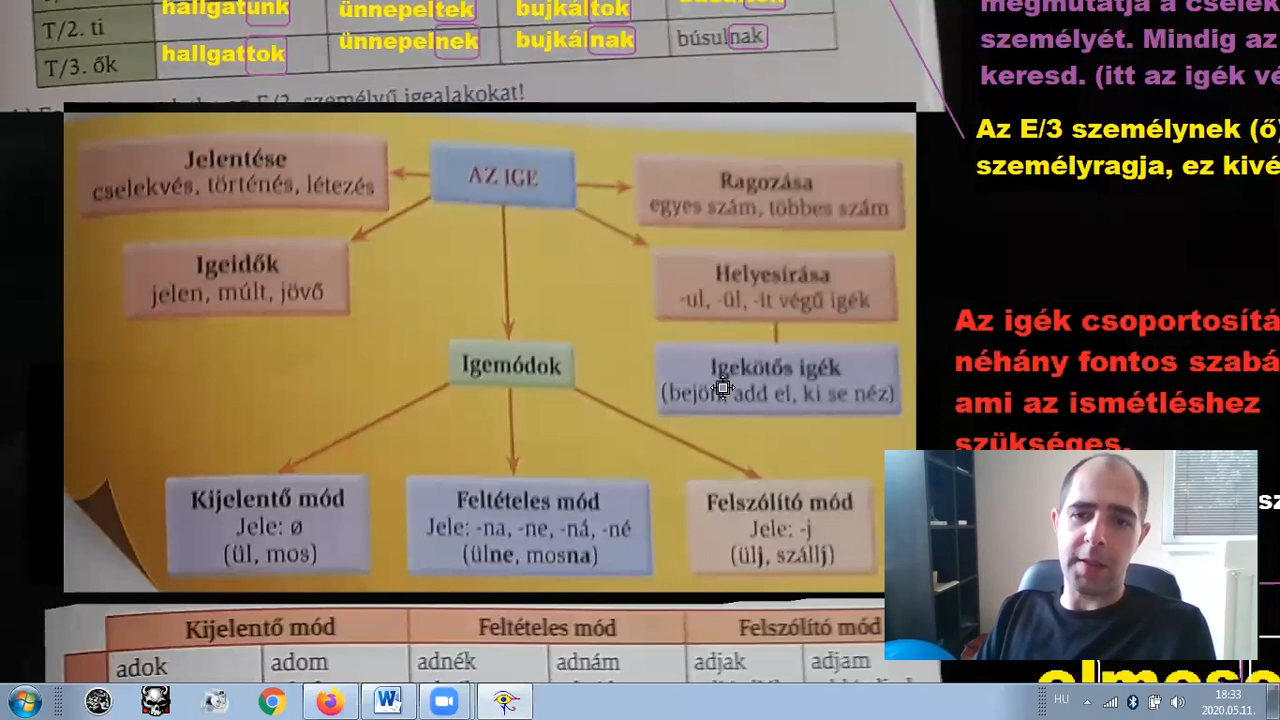 hallgatunk
ünnepeltek
bujkáltok
T/2. ti
hallgattok
ünnepelnek
bujkálnak
búsulnak
T/3. ők
személyű igealakokat!
megmutatja a cselek
személyét. Mindig az
keresd. (itt az igék vé
Az E/3 személynek (ő)
személyragja, ez kivé
Jelentése
cselekvés, történés, létezés
AZ IGE
Ragozása
egyes szám, többes szám
Igeidők
jelen, múlt, jövő
Helyesírása
-ul, -ül, -ít végű igék
Igemódok
Igekötős igék
add el, ki se néz)
Az igék csoportosítá
néhány fontos szabá
ami az ismétléshez
szükséges.
Kijelentő mód
Jele: ø
(ül, mos)
Feltételes mód
Jele: -na, -ne, -ná, -né
(ülne, mosna)
Felszólító mód
Jele: -j
(ülj, szállj)
Kijelentő mód
Feltételes mód
Felszólító mód
adok
adom
adnék
adnám
adjak
adjam
HU
18:33
2020.05.11.